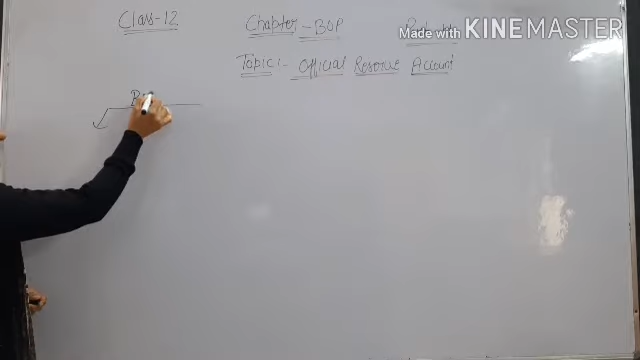 Class-12
Chapter - BOP
Made with KINEMASTER
Topic :- Official Reserve Account